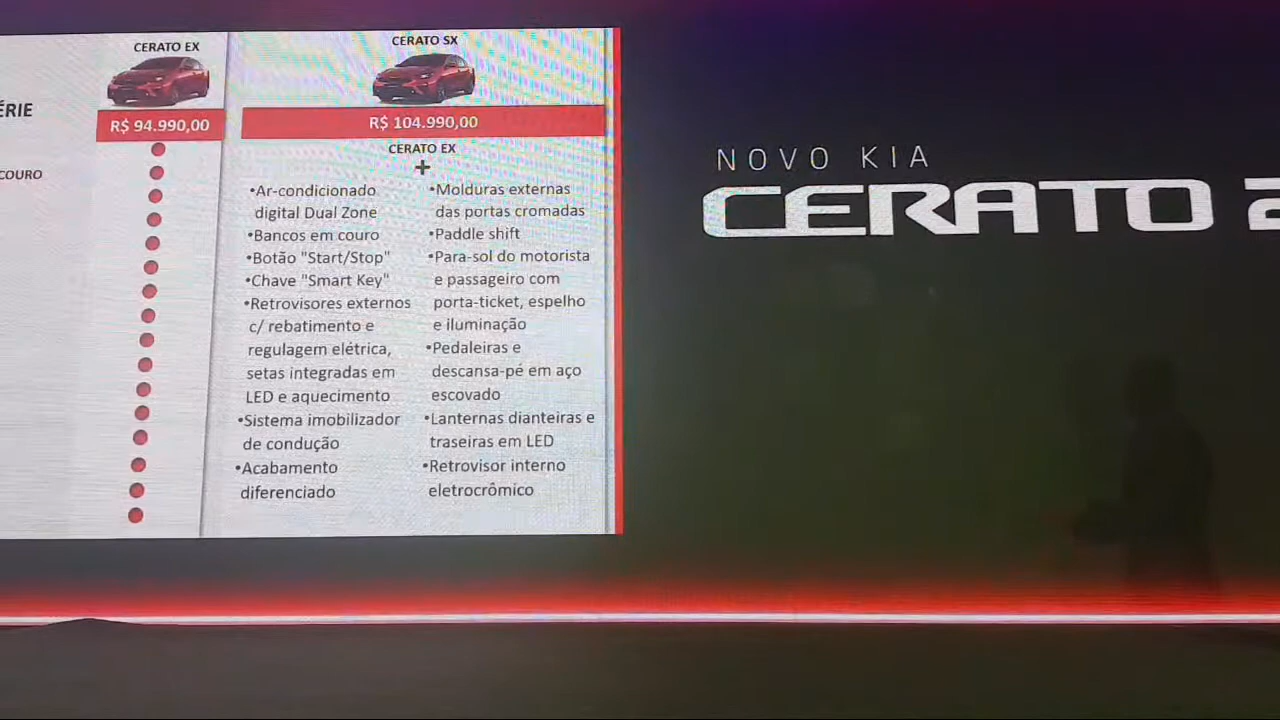 ÉRIE
COURO
CERATO EX
R$ 94.990,00
CERATO SX
R$ 104.990,00
CERATO EX
+
•Ar-condicionado
digital Dual Zone
•Bancos em couro
•Botão "Start/Stop"
•Chave "Smart Key"
•Retrovisores externos
c/ rebatimento e
regulagem elétrica,
setas integradas em
LED e aquecimento
•Sistema imobilizador
de condução
•Acabamento
diferenciado
•Molduras externas
das portas cromadas
•Paddle shift
•Para-sol do motorista
e passageiro com
porta-ticket, espelho
e iluminação
•Pedaleiras e
descansa-pé em aço
escovado
•Lanternas dianteiras e
traseiras em LED
•Retrovisor interno
eletrocrômico
NOVO KIA
CERATO 2